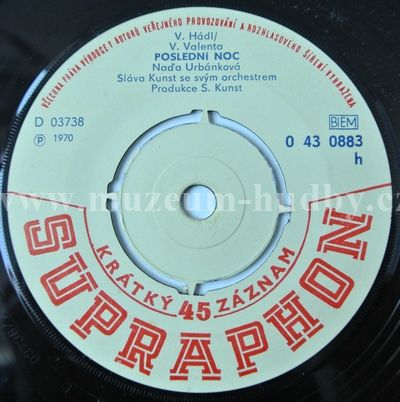 VŠECHNA PRÁVA VÝROBCE I AUTORŮ VEŘEJNÉHO PROVOZOVÁNÍ A ROZHLASOVÉHO ŠÍŘENÍ VYHRAŽENA
V. Hádl/
V. Valenta
POSLEDNÍ NOC
Naďa Urbánková
Sláva Kunst se svým orchestrem
Produkce S. Kunst
D 03738
℗ 1970
BIEM
0 43 0883
h
www.muzeum-hudby.cz
KRÁTKÝ 45 ZÁZNAM
SUPRAPHON